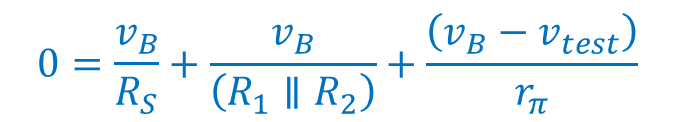 0 = v_B / R_S + v_B / (R_1 ∥ R_2) + (v_B − v_test) / r_π